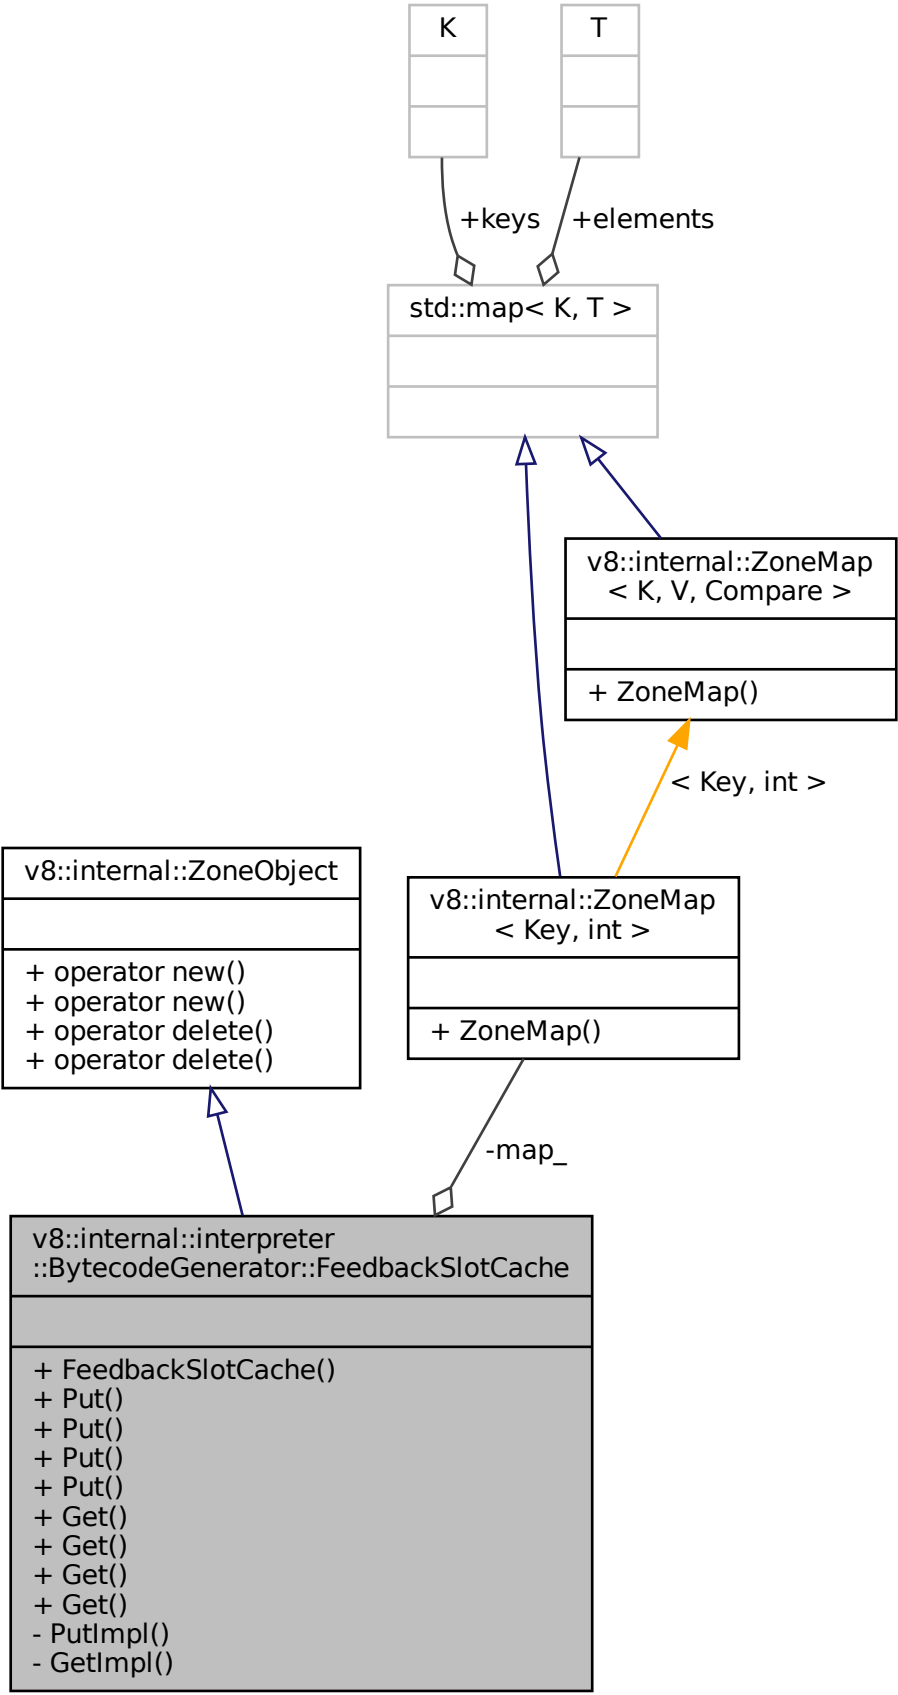 K
T
+keys
+elements
std::map< K, T >
v8::internal::ZoneMap
< K, V, Compare >
+ ZoneMap()
< Key, int >
v8::internal::ZoneObject
+ operator new()
+ operator new()
+ operator delete()
+ operator delete()
v8::internal::ZoneMap
< Key, int >
+ ZoneMap()
-map_
v8::internal::interpreter
::BytecodeGenerator::FeedbackSlotCache
+ FeedbackSlotCache()
+ Put()
+ Put()
+ Put()
+ Put()
+ Get()
+ Get()
+ Get()
+ Get()
- PutImpl()
- GetImpl()